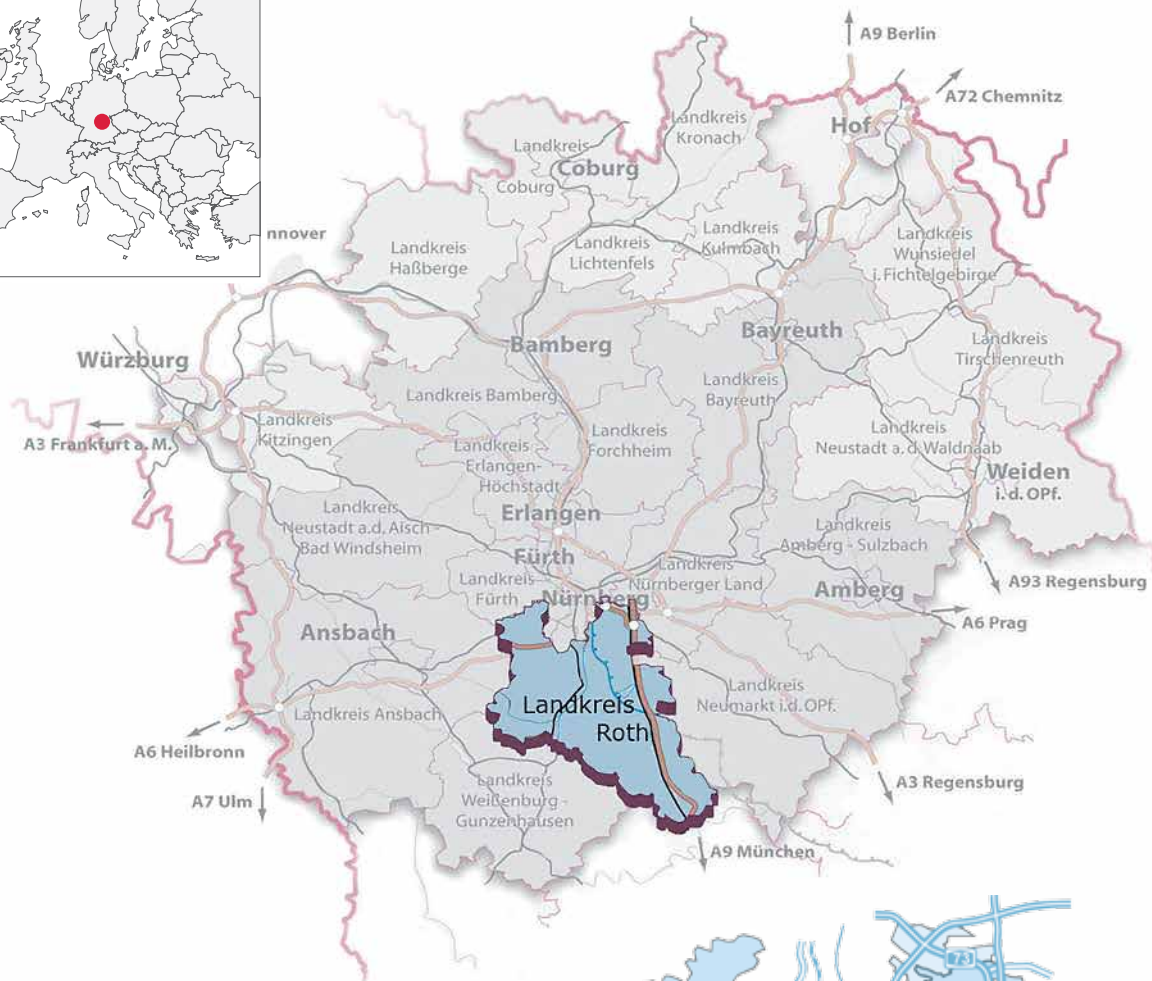 A9 Berlin
A72 Chemnitz
Hof
Landkreis
Kronach
Landkreis
Coburg
Coburg
nnover
Landkreis
Haßberge
Landkreis
Lichtenfels
Landkreis
Kulmbach
Landkreis
Wunsiedel
i. Fichtelgebirge
Würzburg
Bamberg
Bayreuth
Landkreis
Tirschenreuth
Landkreis Bamberg
Landkreis
Bayreuth
A3 Frankfurt a. M.
Landkreis
Kitzingen
Landkreis
Erlangen-
Höchstadt
Landkreis
Forchheim
Landkreis
Neustadt a. d. Waldnaab
Weiden
i. d. OPf.
Landkreis
Neustadt a.d. Aisch -
Bad Windsheim
Erlangen
Landkreis
Amberg - Sulzbach
Fürth
Landkreis
Fürth
Landkreis
Nürnberger Land
Nürnberg
Amberg
A93 Regensburg
A6 Prag
Ansbach
Landkreis Ansbach
Landkreis
Roth
Landkreis
Neumarkt i.d. OPf.
A6 Heilbronn
A7 Ulm
Landkreis
Weißenburg -
Gunzenhausen
A3 Regensburg
A9 München
73